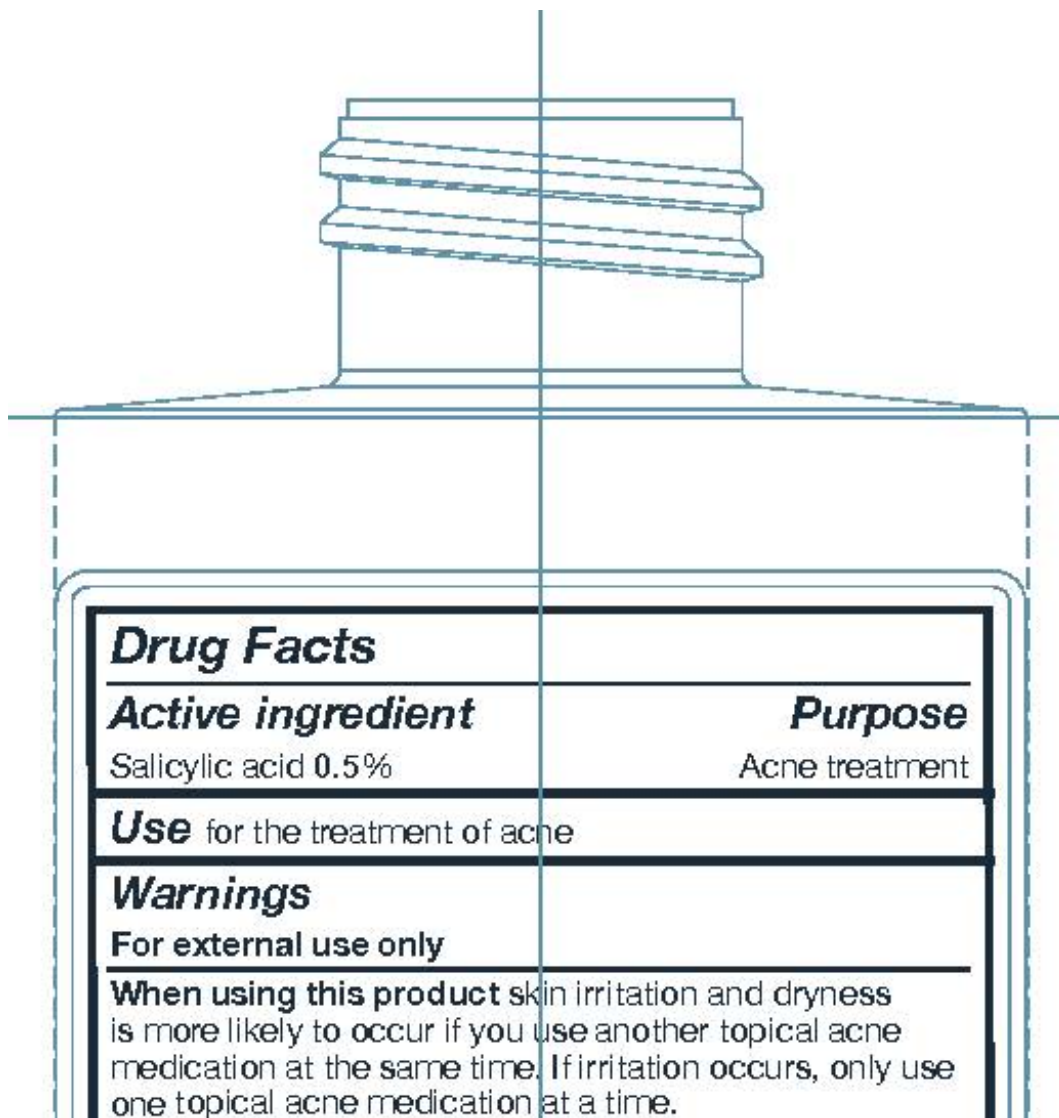 Drug Facts
Active ingredient Purpose
Salicylic acid 0.5% Acne treatment
Use for the treatment of acne
Warnings
For external use only
When using this product skin irritation and dryness
is more likely to occur if you use another topical acne
medication at the same time. If irritation occurs, only use
one topical acne medication at a time.